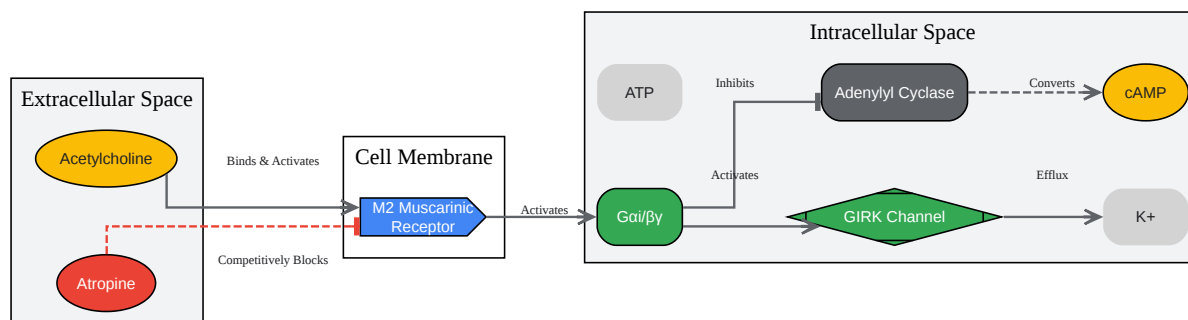 Extracellular Space
Acetylcholine
Atropine
Binds & Activates
Competitively Blocks
Cell Membrane
M2 Muscarinic
Receptor
Activates
Intracellular Space
ATP
Inhibits
Adenylyl Cyclase
Converts
cAMP
Gαi/βγ
Activates
GIRK Channel
Efflux
K+